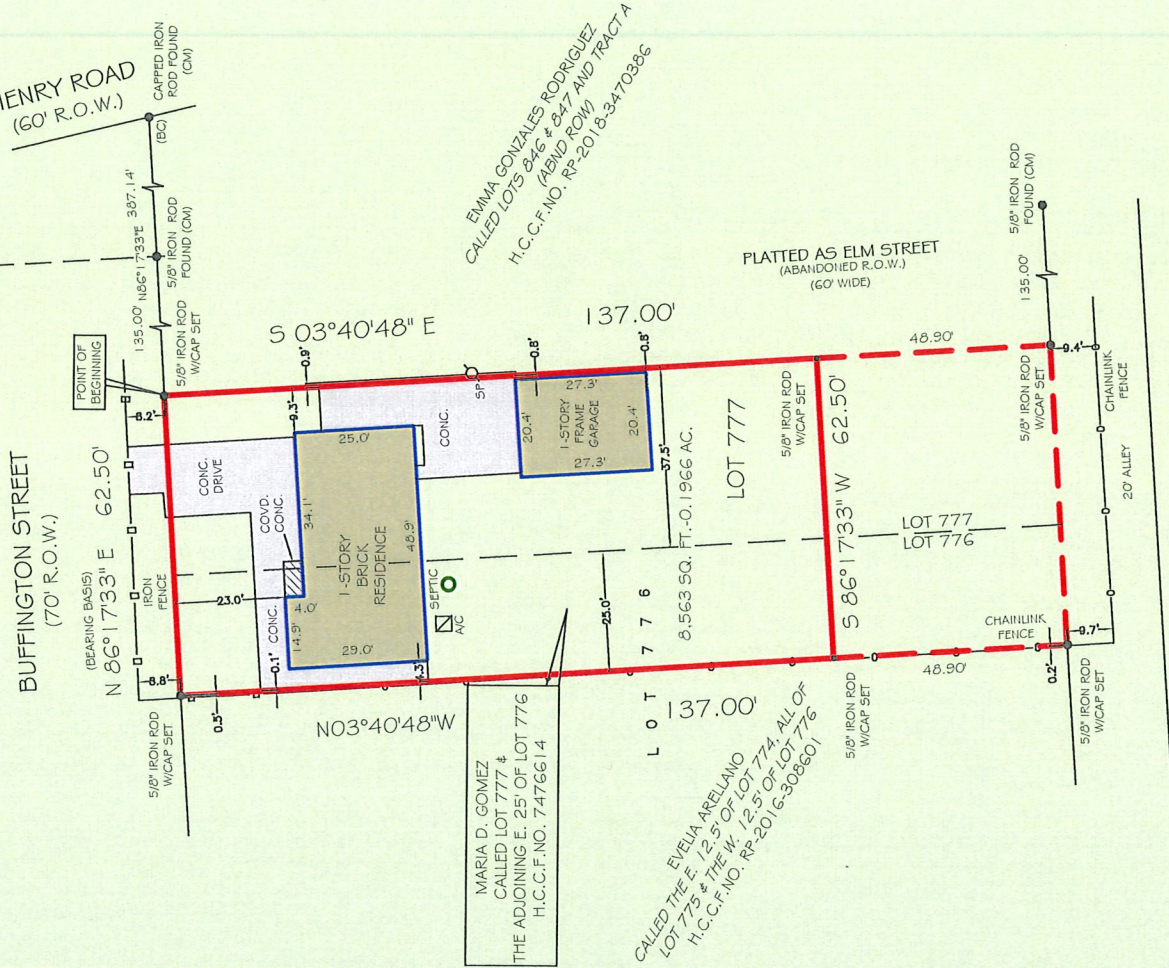 HENRY ROAD
(60' R.O.W.)
CAPPED IRON
ROD FOUND
(CM)
(BC)
135.00' N86°17'33"E 387.14'
5/8" IRON ROD
FOUND (CM)
5/8" IRON ROD
W/CAP SET
POINT OF
BEGINNING
BUFFINGTON STREET
(70' R.O.W.)
(BEARING BASIS)
N 86°17'33" E 62.50'
IRON
FENCE
8.2'
8.8'
5/8" IRON ROD
W/CAP SET
0.5'
0.1'
CONC.
DRIVE
COVD.
CONC.
CONC.
23.0'
9.3'
0.9'
25.0'
34.1'
4.0'
14.9'
29.0'
48.9'
4.3'
1-STORY
BRICK
RESIDENCE
SEPTIC
A/C
CONC.
S 03°40'48" E
137.00'
SP
0.8'
0.8'
27.3'
20.4'
20.4'
27.3'
1-STORY
FRAME
GARAGE
37.5'
EMMA GONZALES RODRIGUEZ
CALLED LOTS 846 & 847 AND TRACT A
(ABND ROW)
H.C.C.F.NO. RP-2018-3470386
PLATTED AS ELM STREET
(ABANDONED R.O.W.)
(60' WIDE)
N03°40'48"W
137.00'
MARIA D. GOMEZ
CALLED LOT 777 &
THE ADJOINING E. 25' OF LOT 776
H.C.C.F.NO. 7476614
25.0'
LOT 7 7 7 6
8,563 SQ. FT.-0.1966 AC.
LOT 777
5/8" IRON ROD
W/CAP SET
S 86°17'33" W 62.50'
LOT 777
LOT 776
48.90'
5/8" IRON ROD
W/CAP SET
135.00'
5/8" IRON ROD
FOUND (CM)
9.4'
CHAINLINK
FENCE
20' ALLEY
EVELIA ARELLANO
CALLED THE E. 12.5' OF LOT 774, ALL OF
LOT 775 & THE W. 12.5' OF LOT 776
H.C.C.F.NO. RP-2016-308601
5/8" IRON ROD
W/CAP SET
48.90'
CHAINLINK
FENCE
0.2'
9.7'
5/8" IRON ROD
W/CAP SET